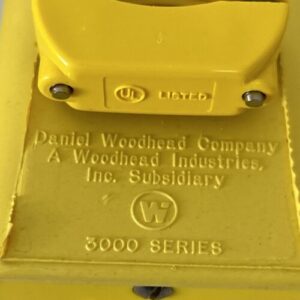 UL LISTED
Daniel Woodhead Company
A Woodhead Industries,
Inc. Subsidiary
W
3000 SERIES